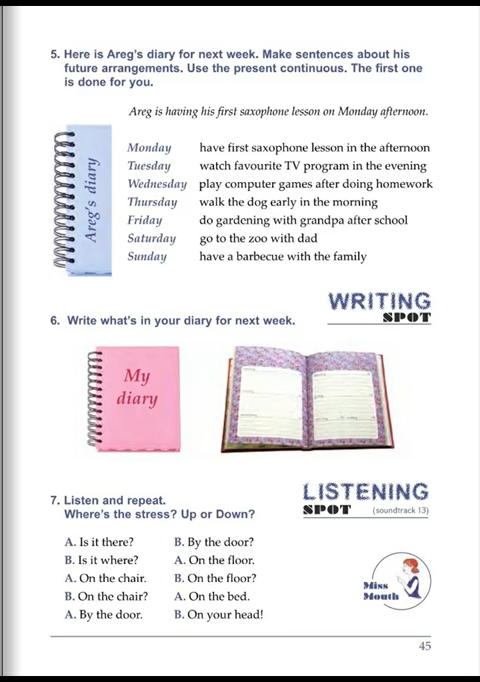 5. Here is Areg's diary for next week. Make sentences about his
future arrangements. Use the present continuous. The first one
is done for you.
Areg is having his first saxophone lesson on Monday afternoon.
Areg's diary
Monday have first saxophone lesson in the afternoon
Tuesday watch favourite TV program in the evening
Wednesday play computer games after doing homework
Thursday walk the dog early in the morning
Friday do gardening with grandpa after school
Saturday go to the zoo with dad
Sunday have a barbecue with the family
WRITING
SPOT
6. Write what's in your diary for next week.
My
diary
LISTENING
SPOT (soundtrack 13)
7. Listen and repeat.
Where's the stress? Up or Down?
A. Is it there? B. By the door?
B. Is it where? A. On the floor.
A. On the chair. B. On the floor?
B. On the chair? A. On the bed.
A. By the door. B. On your head!
Miss
Mouth
45